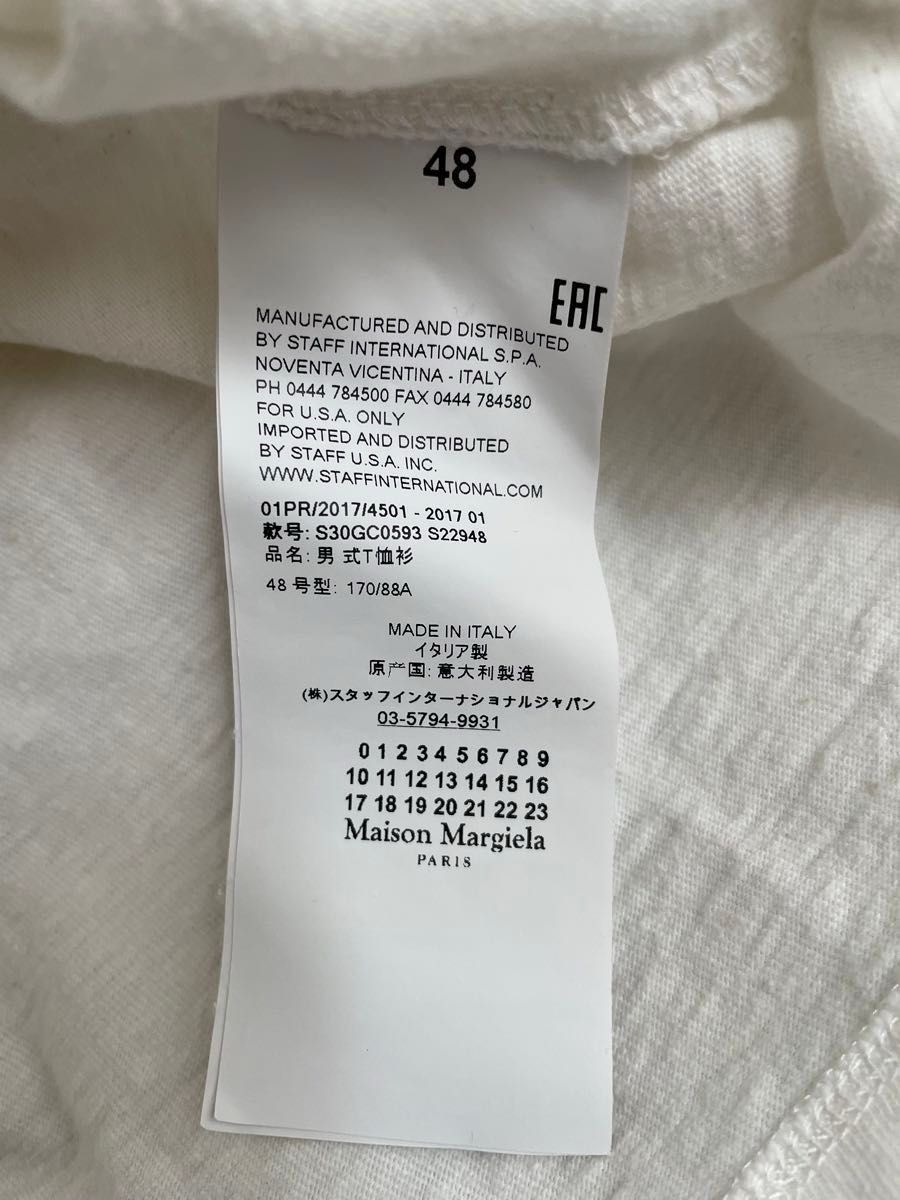 48
EAC
MANUFACTURED AND DISTRIBUTED
BY STAFF INTERNATIONAL S.P.A.
NOVENTA VICENTINA - ITALY
PH 0444 784500 FAX 0444 784580
FOR U.S.A. ONLY
IMPORTED AND DISTRIBUTED
BY STAFF U.S.A. INC.
WWW.STAFFINTERNATIONAL.COM
01PR/2017/4501 - 2017 01
款号: S30GC0593 S22948
品名: 男 式T恤衫
48 号型: 170/88A
MADE IN ITALY
イタリア製
原产国: 意大利製造
(株)スタッフインターナショナルジャパン
03-5794-9931
0 1 2 3 4 5 6 7 8 9
10 11 12 13 14 15 16
17 18 19 20 21 22 23
Maison Margiela
PARIS